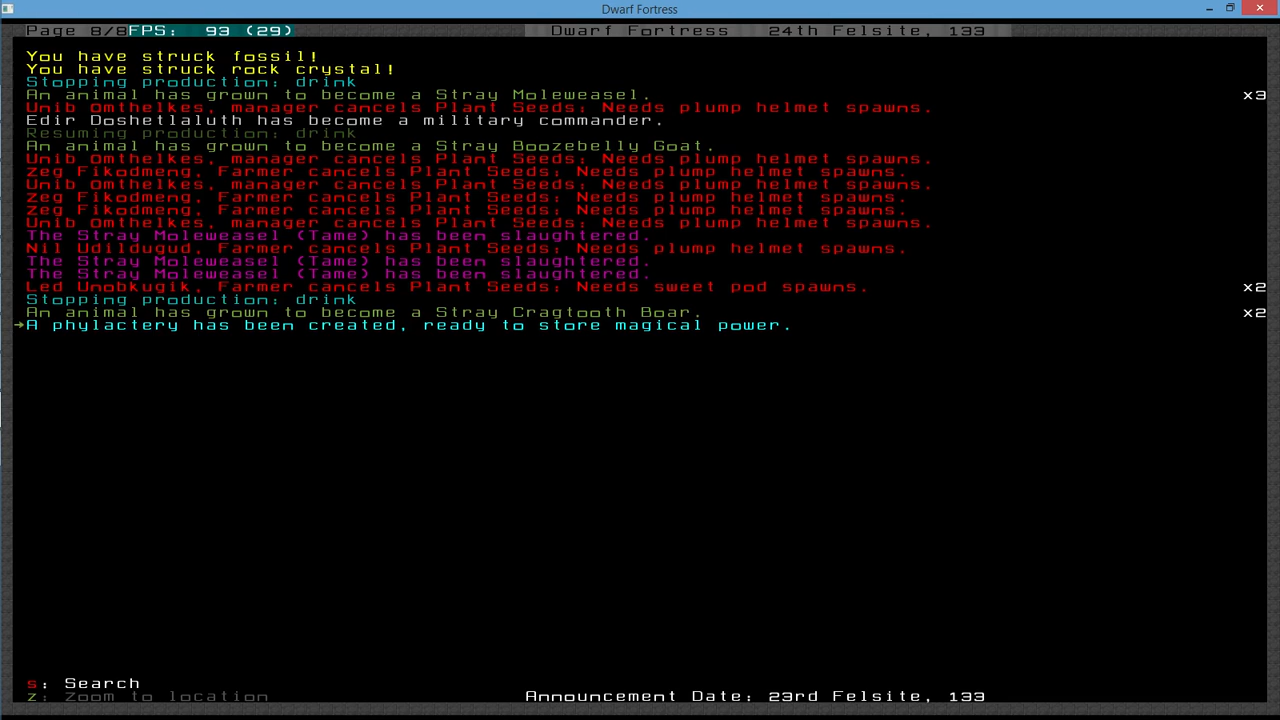 Dwarf Fortress
Page 8/8 FPS: 93 (29) Dwarf Fortress 24th Felsite, 133
You have struck fossil!
You have struck rock crystal!
Stopping production: drink
An animal has grown to become a Stray Moleweasel. x3
Unib Omthelkes, manager cancels Plant Seeds: Needs plump helmet spawns.
Edir Doshetlaluth has become a military commander.
Resuming production: drink
An animal has grown to become a Stray Boozebelly Goat.
Unib Omthelkes, manager cancels Plant Seeds: Needs plump helmet spawns.
Zeg Fikodmeng, Farmer cancels Plant Seeds: Needs plump helmet spawns.
Unib Omthelkes, manager cancels Plant Seeds: Needs plump helmet spawns.
Zeg Fikodmeng, Farmer cancels Plant Seeds: Needs plump helmet spawns.
Zeg Fikodmeng, Farmer cancels Plant Seeds: Needs plump helmet spawns.
Unib Omthelkes, manager cancels Plant Seeds: Needs plump helmet spawns.
The Stray Moleweasel (Tame) has been slaughtered.
Nil Udildugud, Farmer cancels Plant Seeds: Needs plump helmet spawns.
The Stray Moleweasel (Tame) has been slaughtered.
The Stray Moleweasel (Tame) has been slaughtered.
Led Unobkugik, Farmer cancels Plant Seeds: Needs sweet pod spawns. x2
Stopping production: drink
An animal has grown to become a Stray Cragtooth Boar. x2
→A phylactery has been created, ready to store magical power.
s: Search
z: Zoom to location Announcement Date: 23rd Felsite, 133